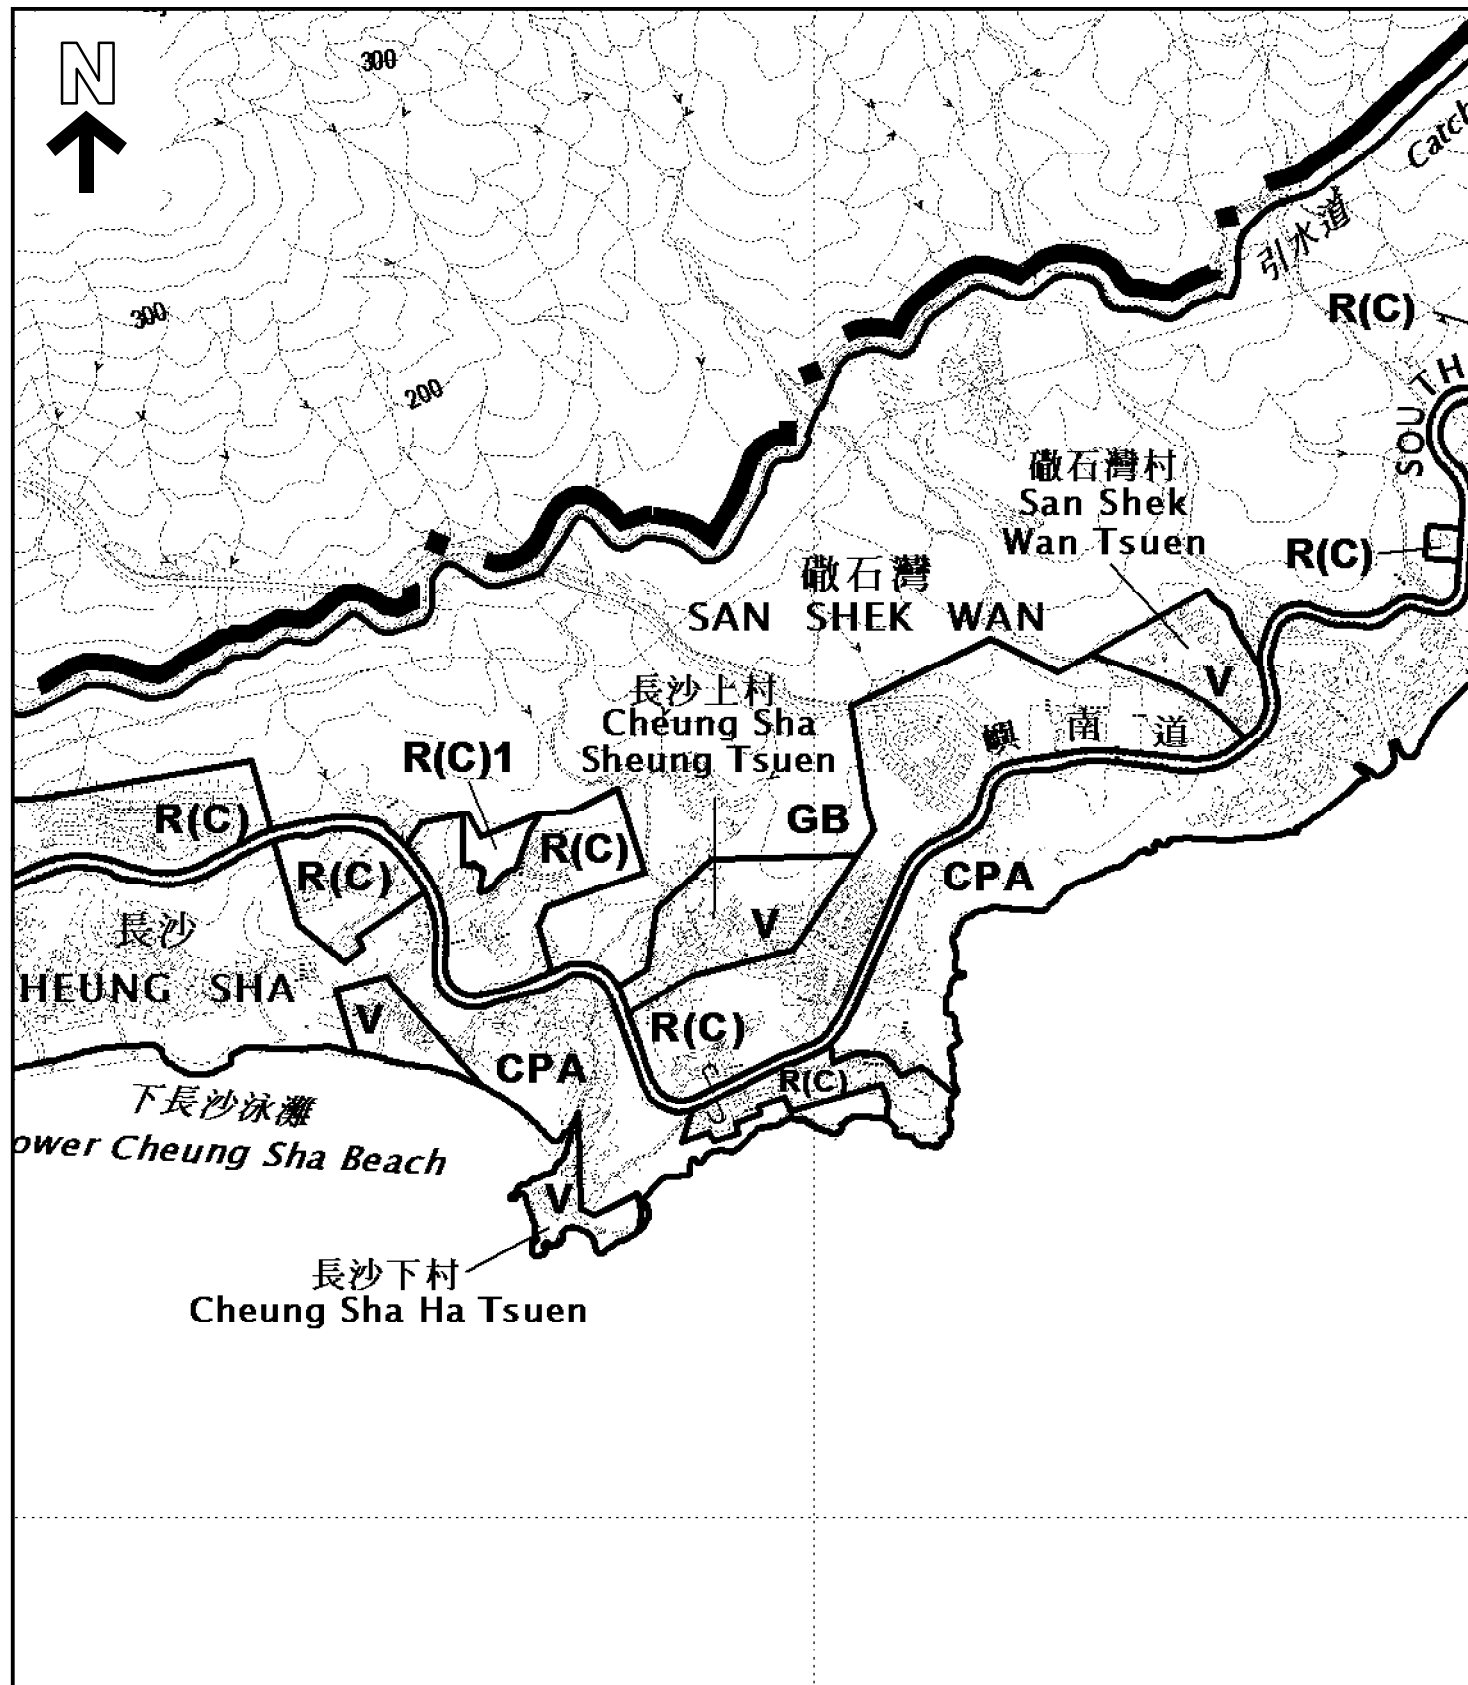 N
300
Catch
引水道
300
R(C)
200
SOUTH
礮石灣村
San Shek
Wan Tsuen
R(C)
礮石灣
SAN SHEK WAN
V
長沙上村
Cheung Sha
Sheung Tsuen
嶼南道
R(C)1
GB
R(C)
R(C)
R(C)
CPA
V
長沙
HEUNG SHA
V
R(C)
CPA
R(C)
下長沙泳灘
ower Cheung Sha Beach
V
長沙下村
Cheung Sha Ha Tsuen